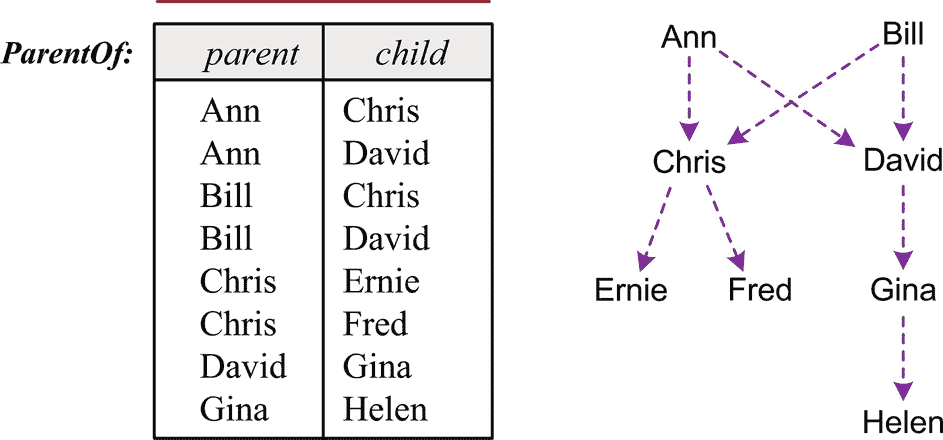 ParentOf:
parent child
Ann Chris
Ann David
Bill Chris
Bill David
Chris Ernie
Chris Fred
David Gina
Gina Helen
Ann Bill
Chris David
Ernie Fred Gina
Helen